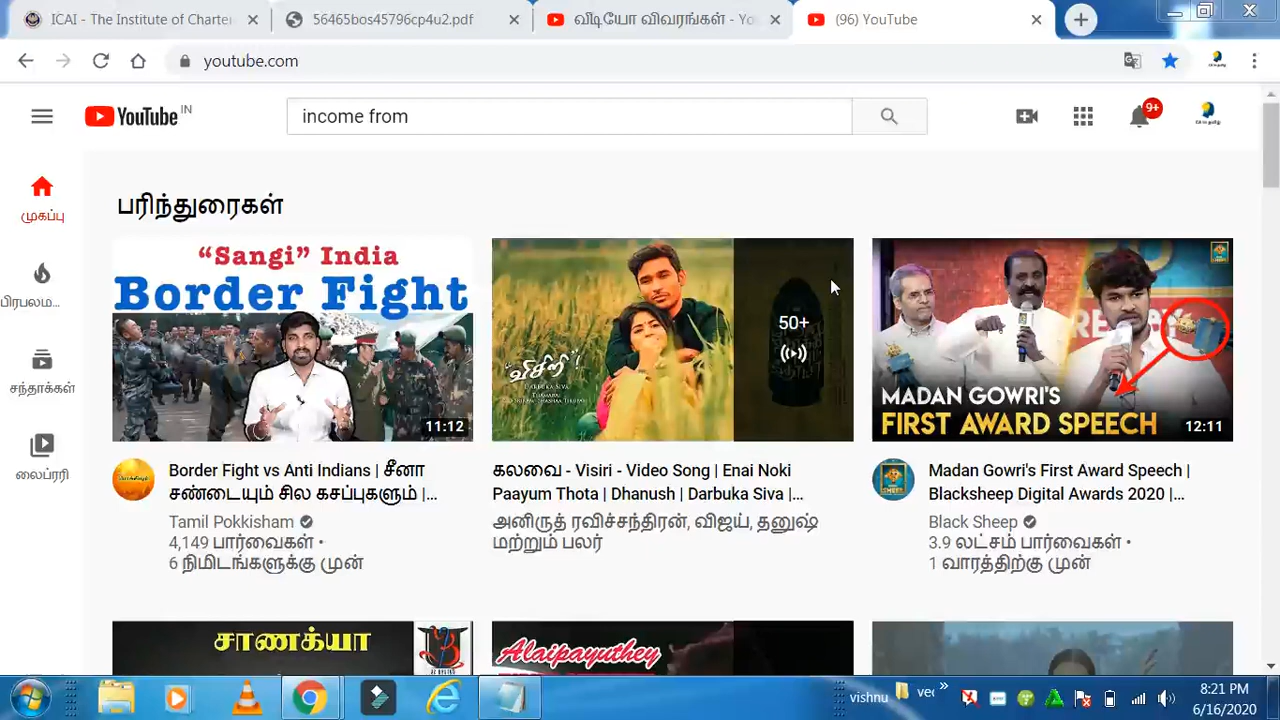 ICAI - The Institute of Charter
56465bos45796cp4u2.pdf
வீடியோ விவரங்கள் - Yo
(96) YouTube
youtube.com
YouTube IN
income from
9+
முகப்பு
பிரபலம...
சந்தாக்கள்
லைப்ரரி
பரிந்துரைகள்
“Sangi” India
Border Fight
11:12
Border Fight vs Anti Indians | சீனா
சண்டையும் சில கசப்புகளும் |...
Tamil Pokkisham
4,149 பார்வைகள் •
6 நிமிடங்களுக்கு முன்
விசிறி!
DARBUKA SIVA
50+
கலவை - Visiri - Video Song | Enai Noki
Paayum Thota | Dhanush | Darbuka Siva |...
அனிருத் ரவிச்சந்திரன், விஜய், தனுஷ்
மற்றும் பலர்
MADAN GOWRI'S
FIRST AWARD SPEECH
12:11
Madan Gowri's First Award Speech |
Blacksheep Digital Awards 2020 |...
Black Sheep
3.9 லட்சம் பார்வைகள் •
1 வாரத்திற்கு முன்
சாணக்யா
Alaipayuthey
vishnu
vec
8:21 PM
6/16/2020